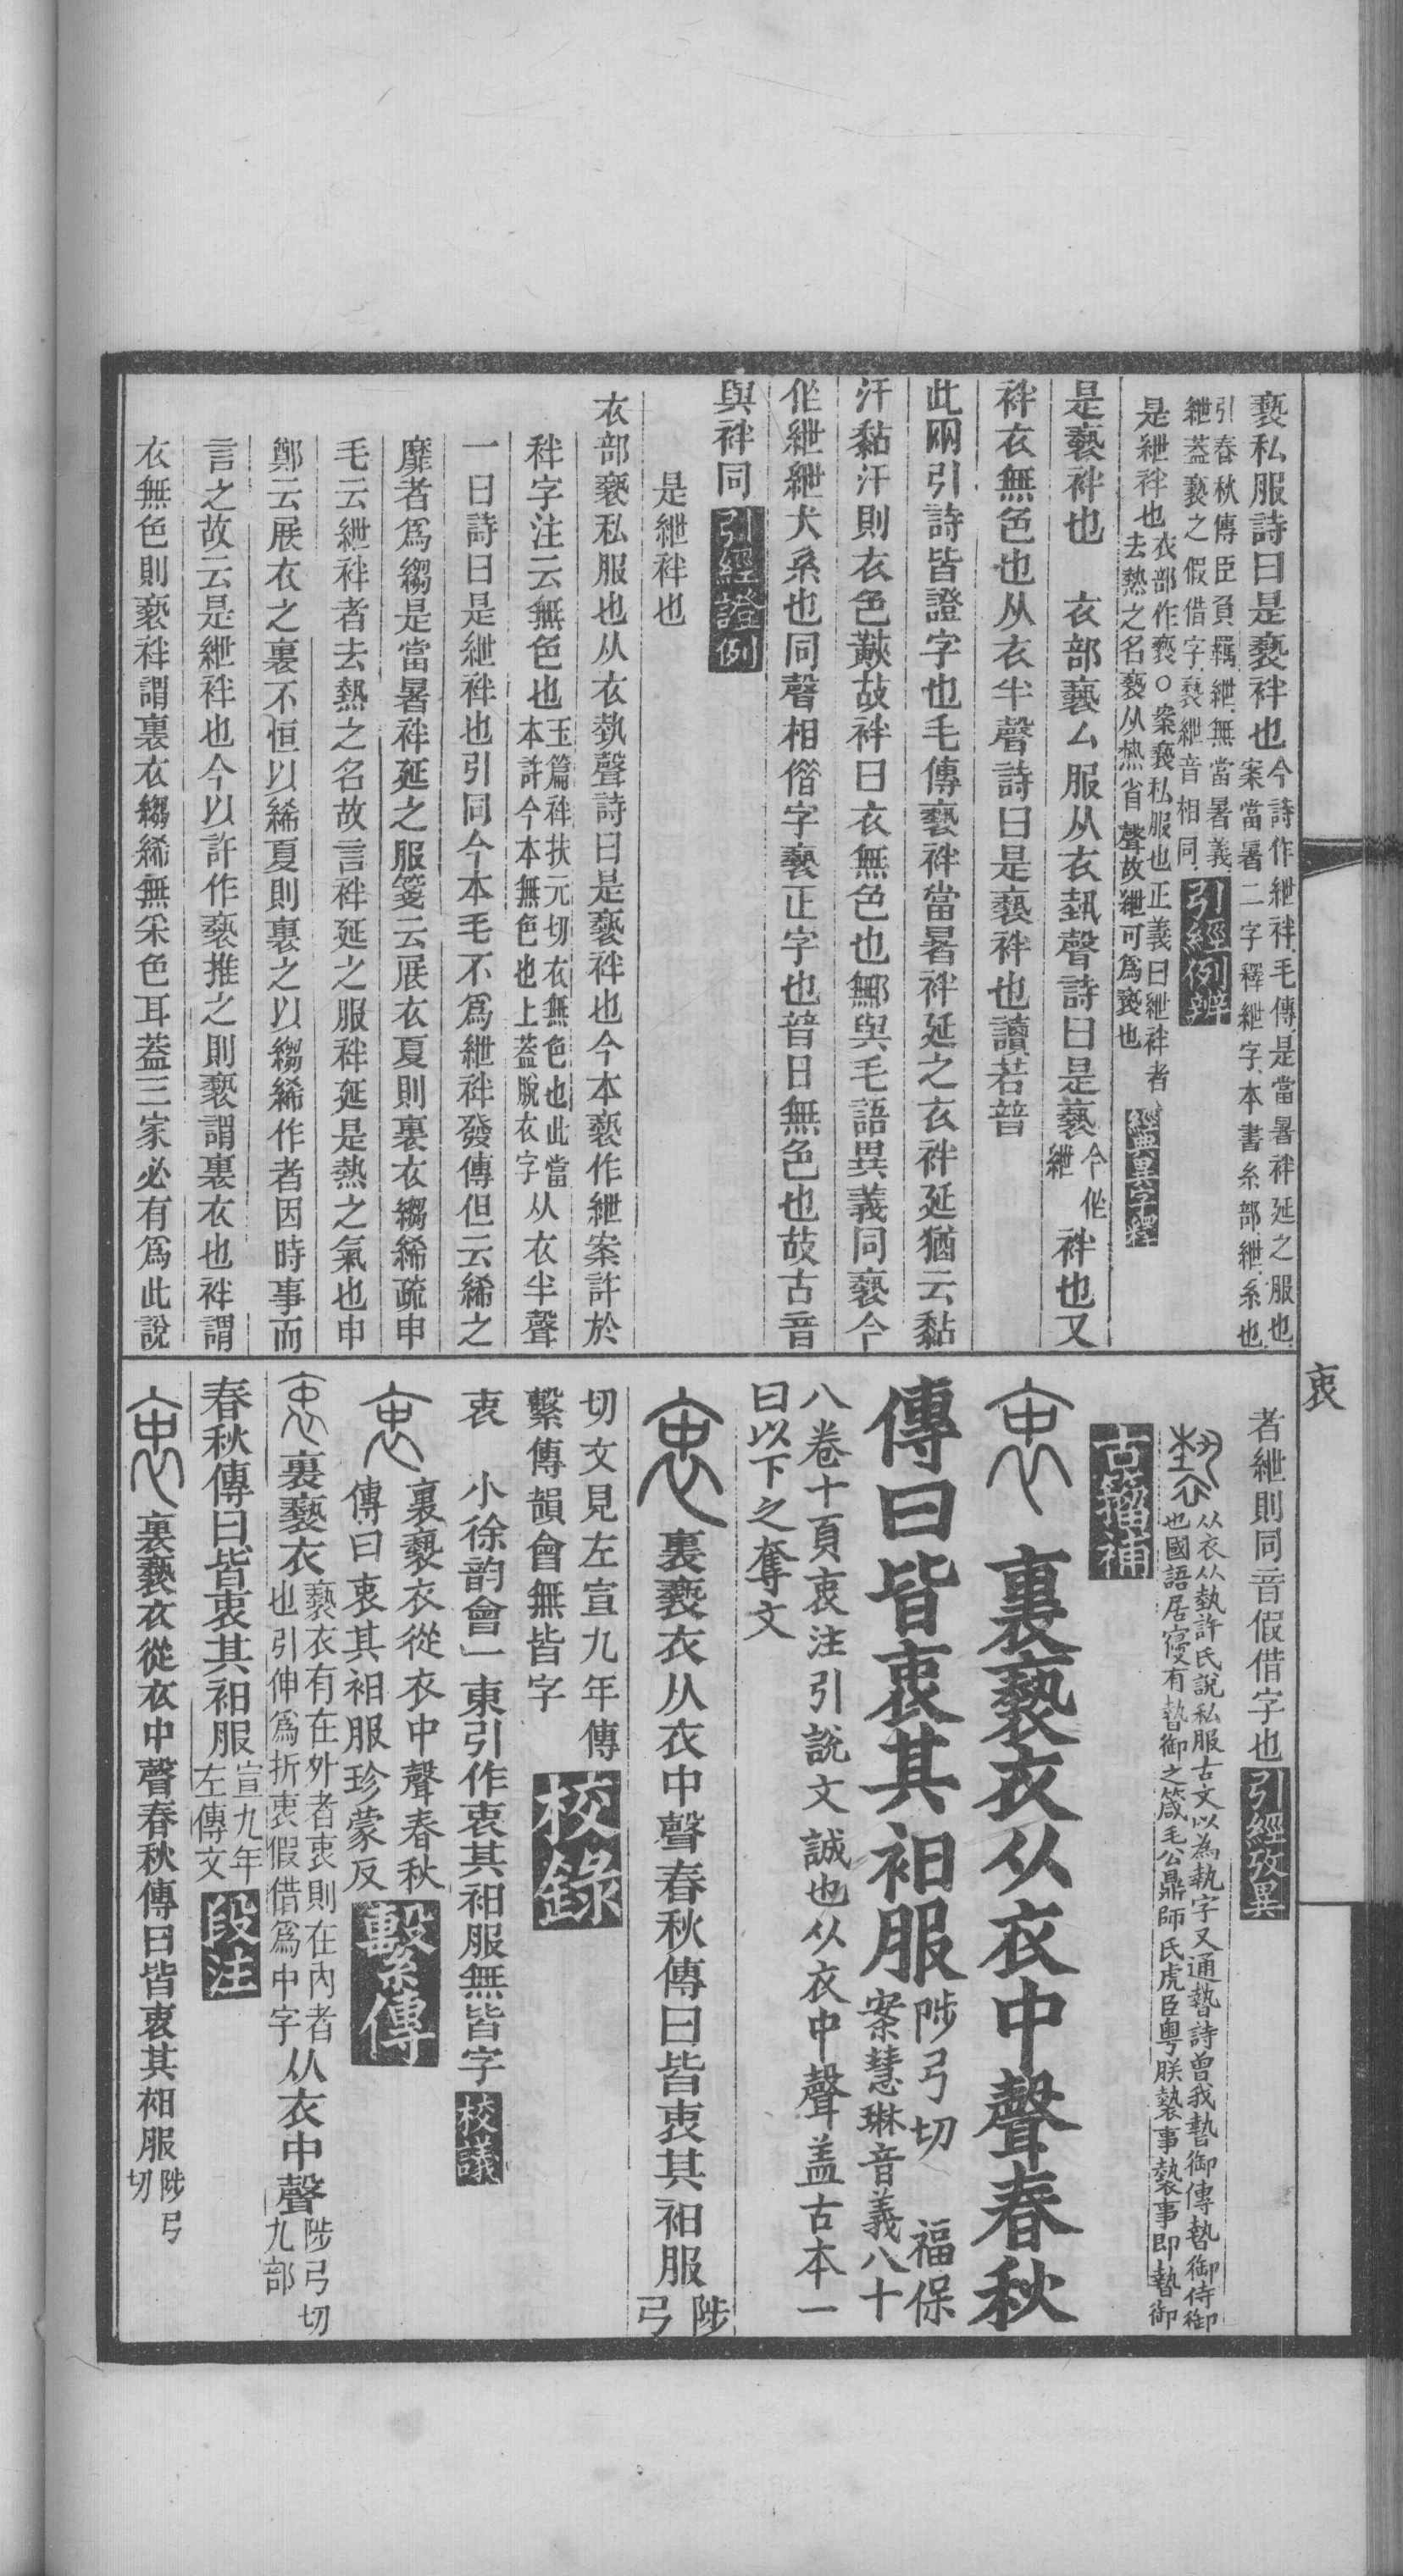 褻私服詩曰是褻袢也今詩作紲袢毛傳是當暑袢延之服也
案當暑二字釋紲字本書糸部紲系也
引春秋傳臣負羈紲無當暑義
紲蓋褻之假借字褻紲音相同引經例辨
是紲袢也衣部作褻○案褻私服也正義曰紲袢者
去熱之名褻从熱省聲故紲可爲褻也經典異字釋
是褻袢也 衣部褻厶服从衣埶聲詩曰是褻今作紲袢也又
袢衣無色也从衣半聲詩曰是褻袢也讀若普
此网引詩皆證字也毛傳褻袢當暑袢延之衣袢延猶云黏
汗黏汗則衣色蔽故袢曰衣無色也鄦與毛語異義同褻今
作紲紲犬系也同聲相借字褻正字也普日無色也故古音
與袢同引經證例
是紲袢也
衣部褻私服也从衣埶聲詩曰是褻袢也今本褻作紲案許於
袢字注云無色也玉篇袢扶元切衣無色也此當
本許今本無色也上蓋脫衣字从衣半聲
一曰詩曰是紲袢也引同今本毛不爲紲袢發傳但云絺之
靡者爲縐是當暑袢延之服箋云展衣夏則裏衣縐絺疏申
毛云紲袢者去熱之名故言袢延之服袢延是熱之氣也申
鄭云展衣之裏不恒以絺夏則裏之以縐絺作者因時事而
言之故云是紲袢也今以許作褻推之則褻謂裏衣也袢謂
衣無色則褻袢謂裏衣縐絺無采色耳蓋三家必有爲此說
者紲則同音假借字也引經攷異
从衣从埶許氏說私服古文以為執字又通暬詩曾我暬御傳暬御侍御
也國語居寑有暬御之箴毛公鼎師氏虎臣粵朕褻事褻事即暬御
古籀補
衷 裏褻衣从衣中聲春秋
傳曰皆衷其衵服陟弓切 福保
案慧琳音義八十
八卷十頁衷注引說文誠也从衣中聲盖古本一
曰以下之奪文
裏褻衣从衣中聲春秋傳曰皆衷其衵服陟弓
切文見左宣九年傳
繫傳韻會無皆字校錄
衷 小徐韵會一東引作衷其衵服無皆字校議
裏褻衣從衣中聲春秋
傳曰衷其衵服珍蒙反繫傳
裏褻衣褻衣有在外者衷則在內者
也引伸爲折衷假借爲中字从衣中聲陟弓切
九部
春秋傳曰皆衷其衵服宣九年
左傳文段注
裏褻衣從衣中聲春秋傳曰皆衷其衵服陟弓
切
衷